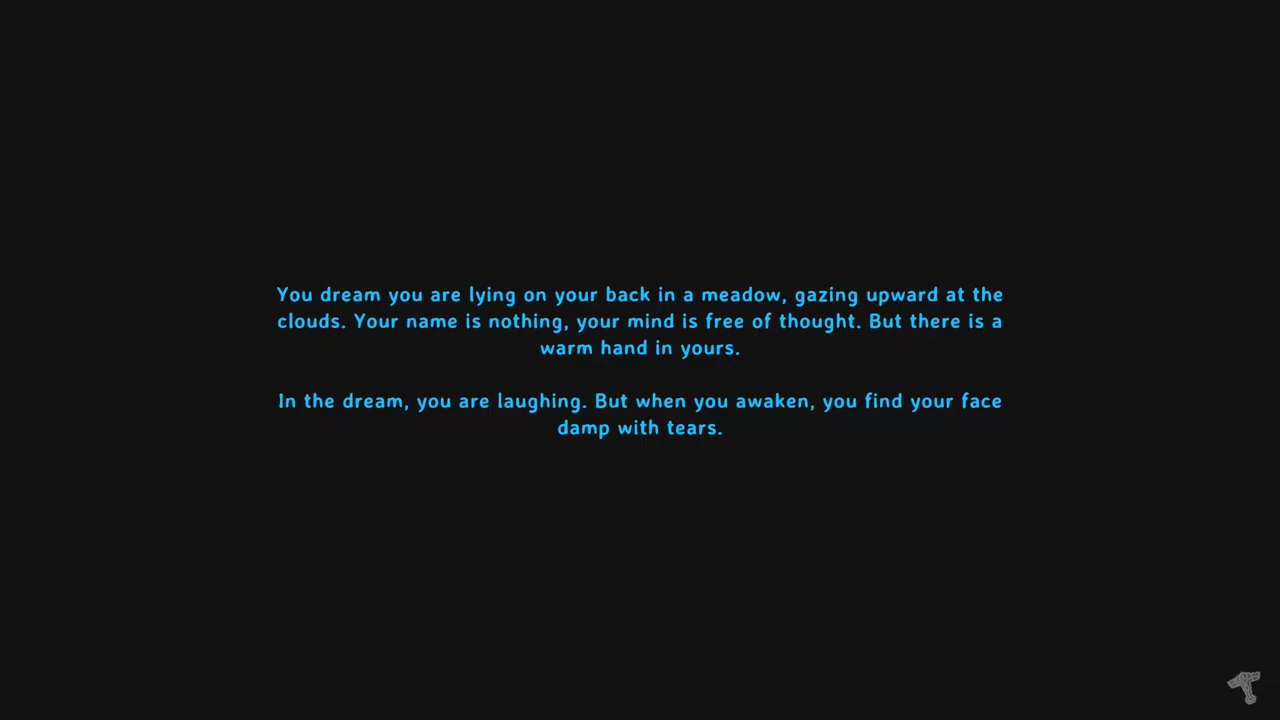 You dream you are lying on your back in a meadow, gazing upward at the
clouds. Your name is nothing, your mind is free of thought. But there is a
warm hand in yours.
In the dream, you are laughing. But when you awaken, you find your face
damp with tears.